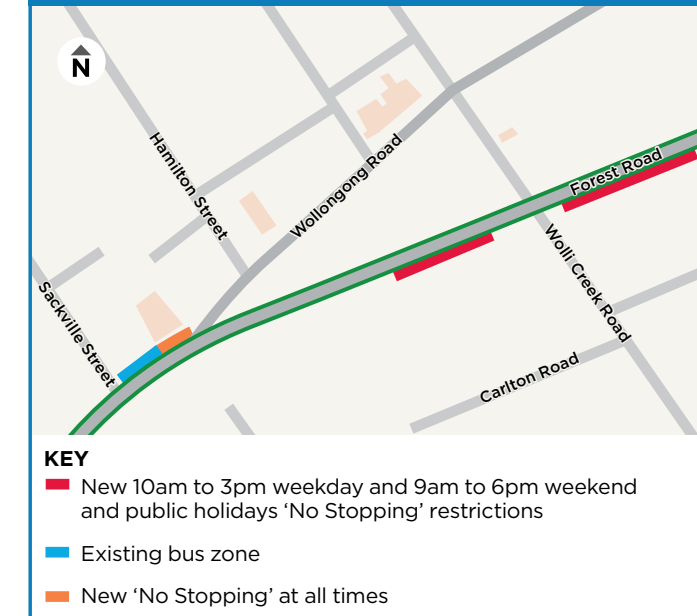 N
Hamilton Street
Wollongong Road
Forest Road
Sackville Street
Wolli Creek Road
Carlton Road
KEY
New 10am to 3pm weekday and 9am to 6pm weekend
and public holidays ‘No Stopping’ restrictions
Existing bus zone
New ‘No Stopping’ at all times